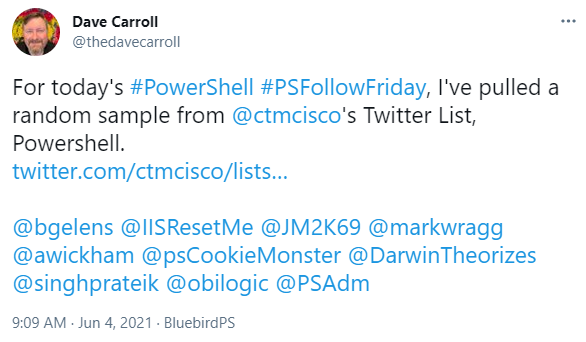 Dave Carroll
@thedavecarroll
For today's #PowerShell #PSFollowFriday, I've pulled a
random sample from @ctmcisco's Twitter List,
Powershell.
twitter.com/ctmcisco/lists...
@bgelens @IISResetMe @JM2K69 @markwragg
@awickham @psCookieMonster @DarwinTheorizes
@singhprateik @obilogic @PSAdm
9:09 AM · Jun 4, 2021 · BluebirdPS